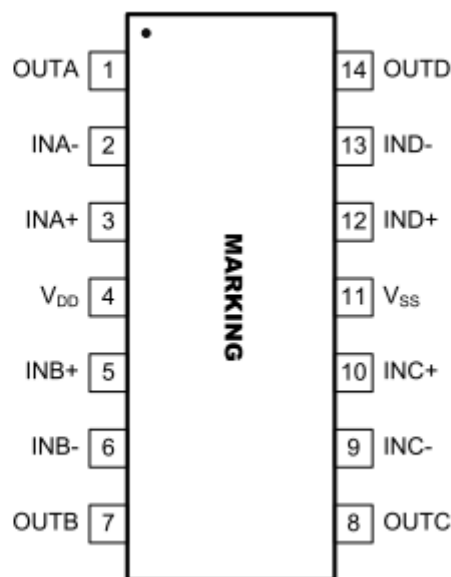 OUTA 1 14 OUTD
INA- 2 13 IND-
INA+ 3 12 IND+
VDD 4 11 VSS
MARKING
INB+ 5 10 INC+
INB- 6 9 INC-
OUTB 7 8 OUTC